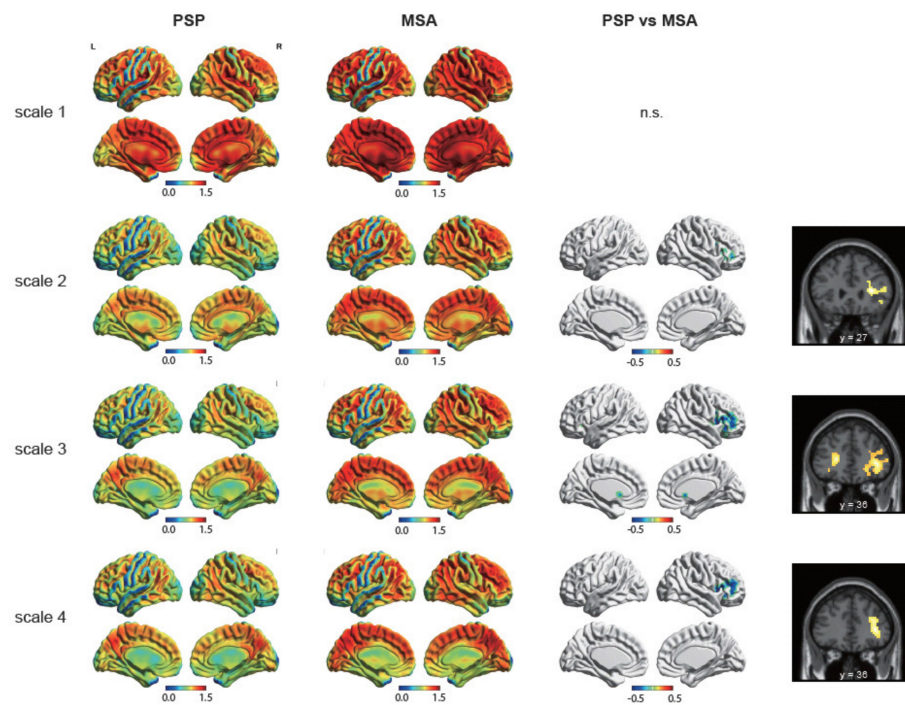 PSP MSA PSP vs MSA
L R
scale 1 n.s.
0.0 1.5 0.0 1.5
scale 2
y = 27
0.0 1.5 0.0 1.5 -0.5 0.5
scale 3
y = 36
0.0 1.5 0.0 1.5 -0.5 0.5
scale 4
y = 36
0.0 1.5 0.0 1.5 -0.5 0.5